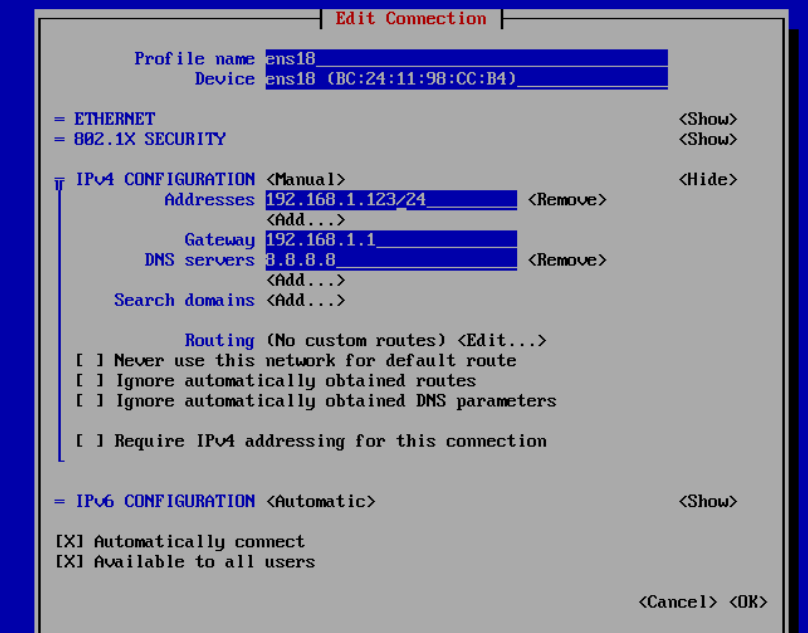 Edit Connection
Profile name ens18
Device ens18 (BC:24:11:98:CC:B4)
= ETHERNET <Show>
= 802.1X SECURITY <Show>
= IPv4 CONFIGURATION <Manual> <Hide>
Addresses 192.168.1.123/24 <Remove>
<Add...>
Gateway 192.168.1.1
DNS servers 8.8.8.8 <Remove>
<Add...>
Search domains <Add...>
Routing (No custom routes) <Edit...>
[ ] Never use this network for default route
[ ] Ignore automatically obtained routes
[ ] Ignore automatically obtained DNS parameters
[ ] Require IPv4 addressing for this connection
= IPv6 CONFIGURATION <Automatic> <Show>
[X] Automatically connect
[X] Available to all users
<Cancel> <OK>